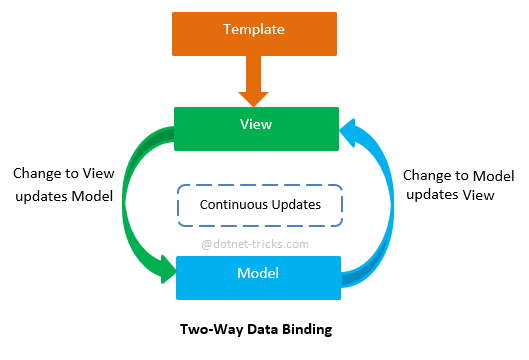 Template
View
Change to View
updates Model
Change to Model
updates View
Continuous Updates
@dotnet-tricks.com
Model
Two-Way Data Binding